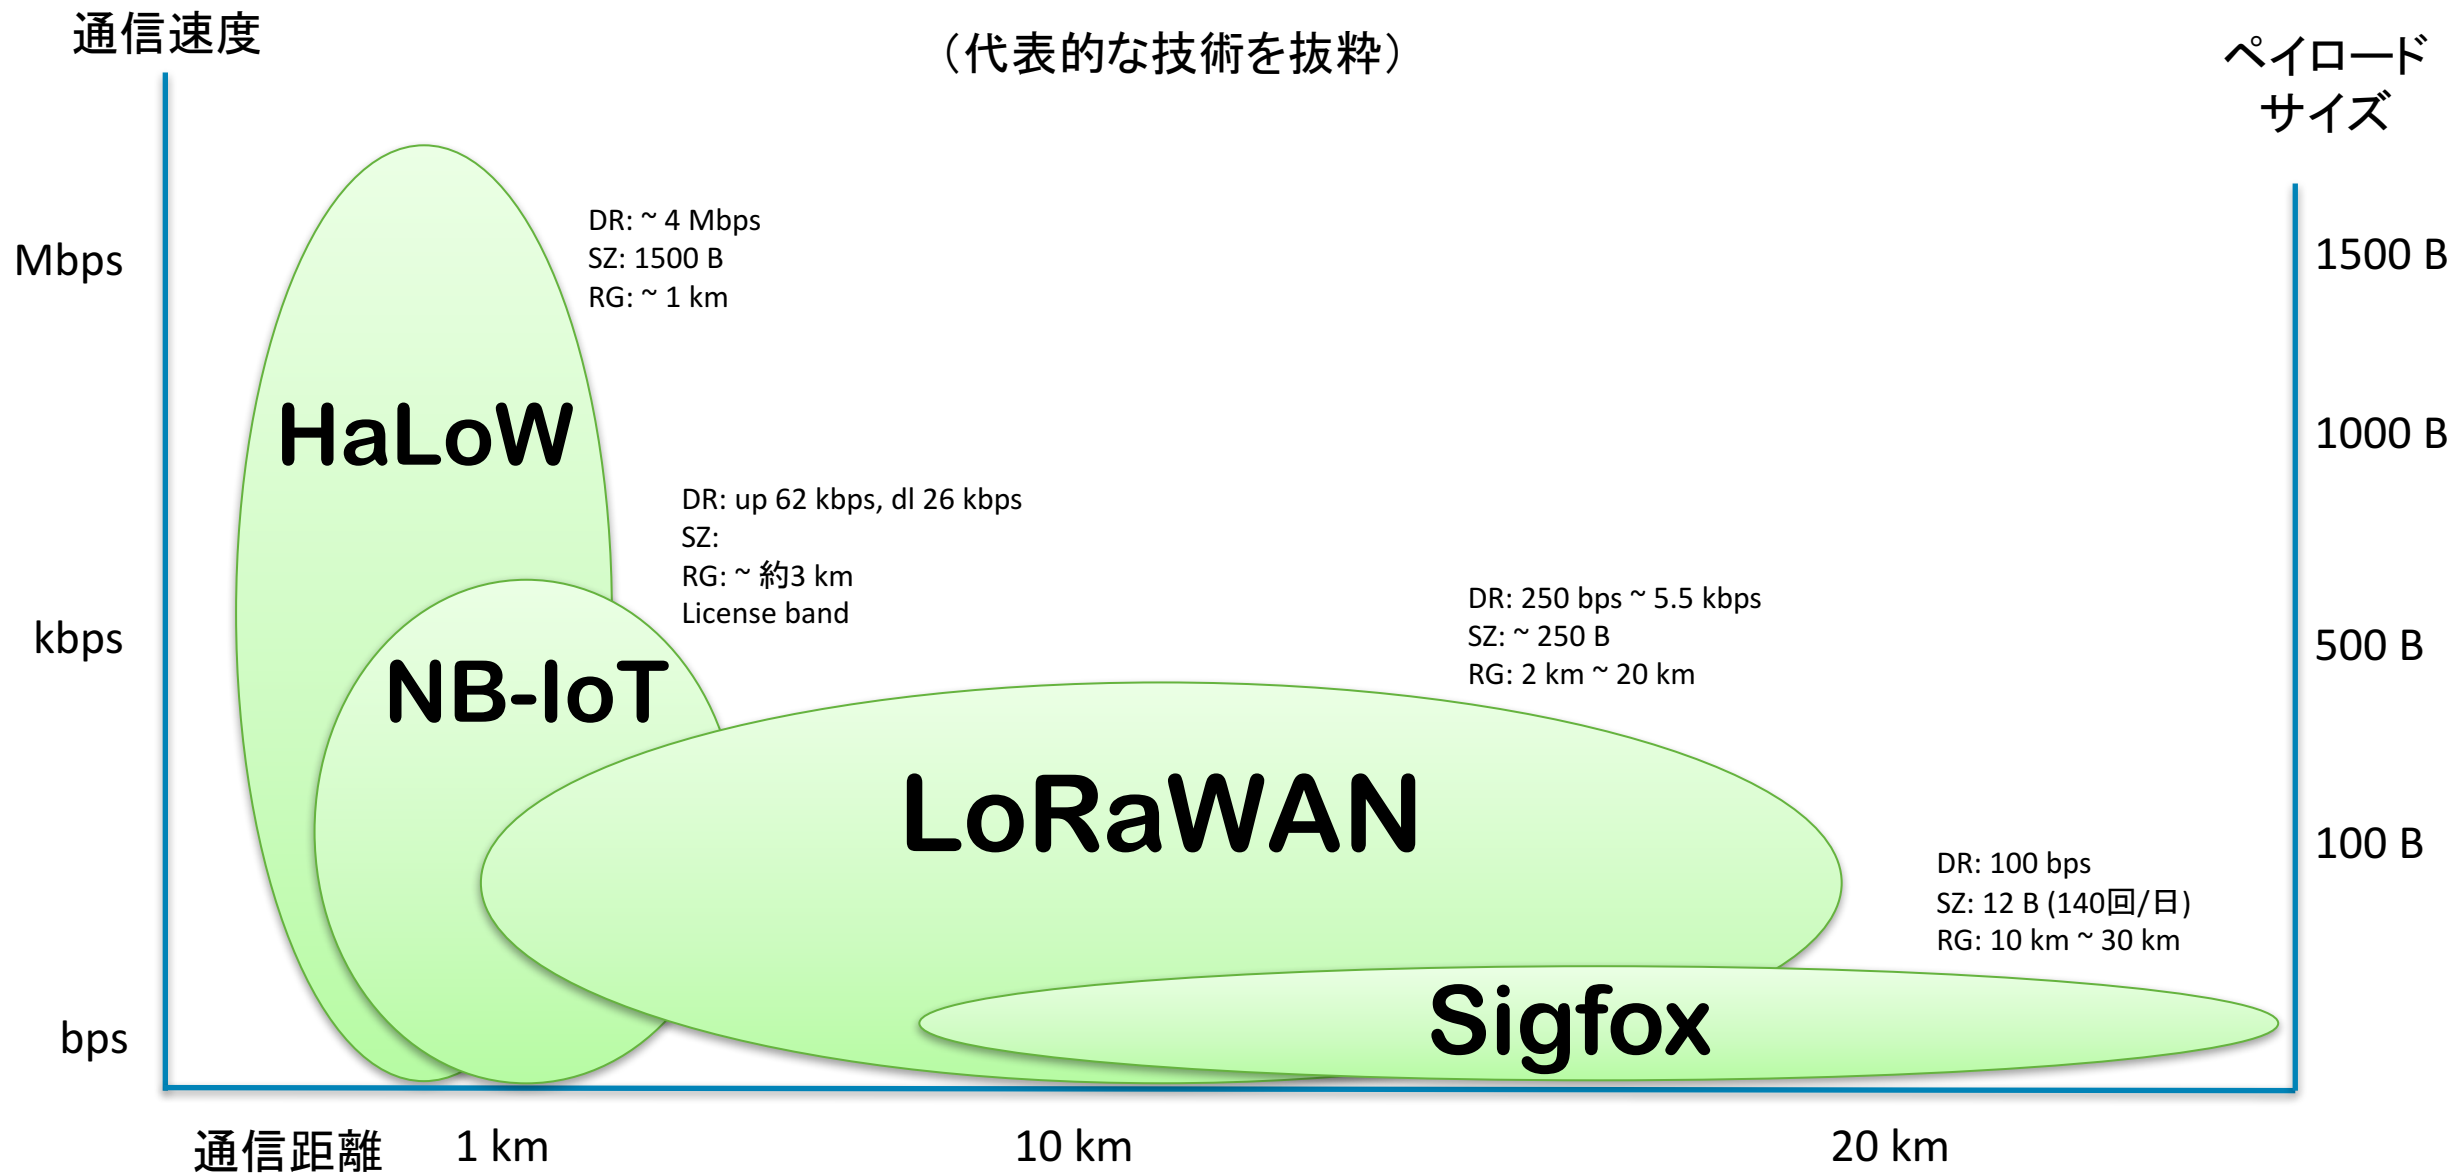 通信速度
（代表的な技術を抜粋）
ペイロード
サイズ
DR: ~ 4 Mbps
SZ: 1500 B
RG: ~ 1 km
Mbps
1500 B
HaLoW
1000 B
DR: up 62 kbps, dl 26 kbps
SZ:
RG: ~ 約3 km
License band
kbps
NB-IoT
DR: 250 bps ~ 5.5 kbps
SZ: ~ 250 B
RG: 2 km ~ 20 km
500 B
LoRaWAN
100 B
DR: 100 bps
SZ: 12 B (140回/日)
RG: 10 km ~ 30 km
Sigfox
bps
通信距離
1 km
10 km
20 km